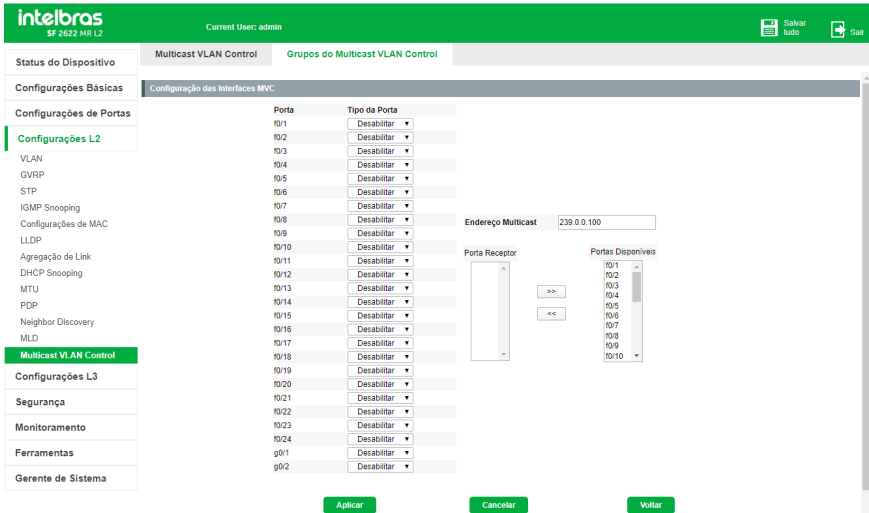 intelbras
SF 2622 MR L2
Current User: admin
Salvar tudo
Sair
Status do Dispositivo
Configurações Básicas
Configurações de Portas
Configurações L2
VLAN
GVRP
STP
IGMP Snooping
Configurações de MAC
LLDP
Agregação de Link
DHCP Snooping
MTU
PDP
Neighbor Discovery
MLD
Multicast VLAN Control
Configurações L3
Segurança
Monitoramento
Ferramentas
Gerente de Sistema
Multicast VLAN Control Grupos do Multicast VLAN Control
Configuração das Interfaces MVC
Porta Tipo da Porta
f0/1 Desabilitar
f0/2 Desabilitar
f0/3 Desabilitar
f0/4 Desabilitar
f0/5 Desabilitar
f0/6 Desabilitar
f0/7 Desabilitar
f0/8 Desabilitar
f0/9 Desabilitar
f0/10 Desabilitar
f0/11 Desabilitar
f0/12 Desabilitar
f0/13 Desabilitar
f0/14 Desabilitar
f0/15 Desabilitar
f0/16 Desabilitar
f0/17 Desabilitar
f0/18 Desabilitar
f0/19 Desabilitar
f0/20 Desabilitar
f0/21 Desabilitar
f0/22 Desabilitar
f0/23 Desabilitar
f0/24 Desabilitar
g0/1 Desabilitar
g0/2 Desabilitar
Endereço Multicast 239.0.0.100
Porta Receptor
>>
<<
Portas Disponíveis
f0/1
f0/2
f0/3
f0/4
f0/5
f0/6
f0/7
f0/8
f0/9
f0/10
Aplicar Cancelar Voltar